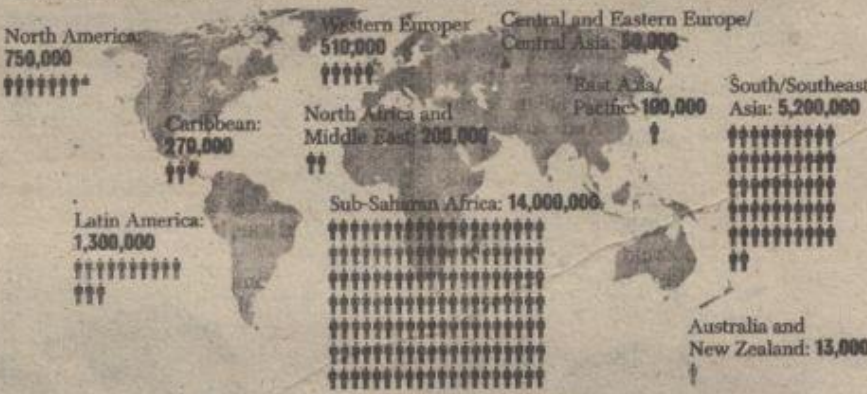 North America:
750,000
Western Europe:
510,000
Central and Eastern Europe/
Central Asia: 50,000
East Asia/
Pacific: 100,000
South/Southeast
Asia: 5,200,000
Caribbean:
270,000
North Africa and
Middle East: 200,000
Latin America:
1,300,000
Sub-Saharan Africa: 14,000,000
Australia and
New Zealand: 13,000